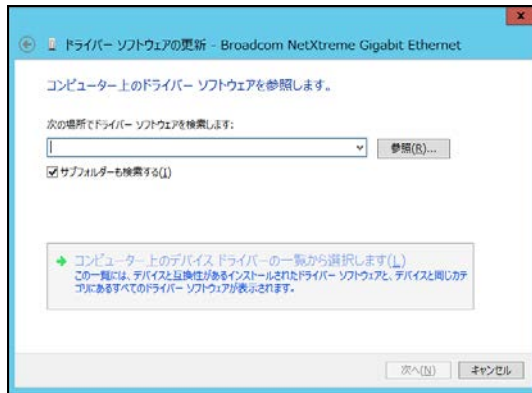 ドライバー ソフトウェアの更新 - Broadcom NetXtreme Gigabit Ethernet
コンピューター上のドライバー ソフトウェアを参照します。
次の場所でドライバー ソフトウェアを検索します:
参照(R)...
サブフォルダーも検索する(I)
コンピューター上のデバイス ドライバーの一覧から選択します(L)
この一覧には、デバイスと互換性があるインストールされたドライバー ソフトウェアと、デバイスと同じカテ
ゴリにあるすべてのドライバー ソフトウェアが表示されます。
次へ(N) キャンセル